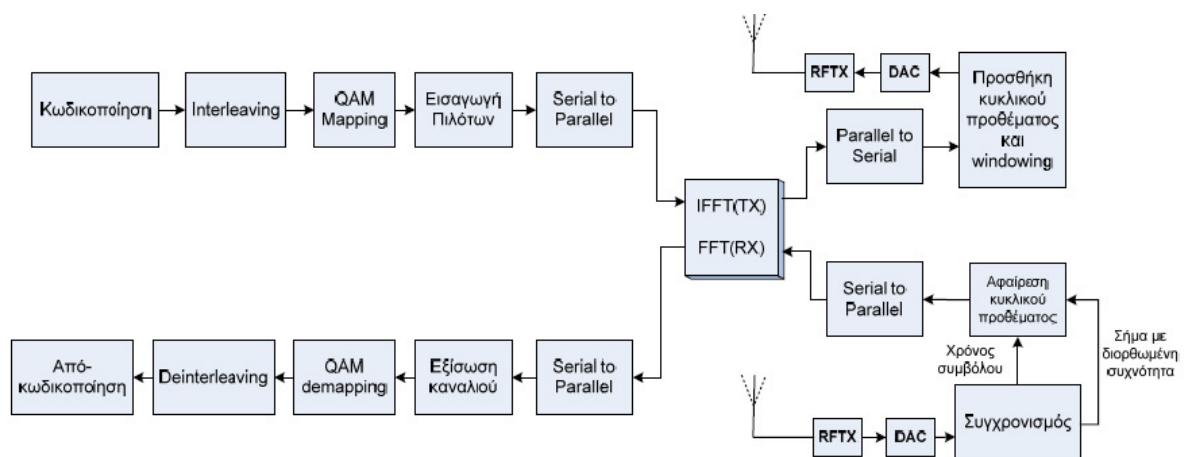 Κωδικοποίηση
Interleaving
QAM
Mapping
Εισαγωγή
Πιλότων
Serial to
Parallel
IFFT(TX)
FFT(RX)
Parallel to
Serial
Προσθήκη
κυκλικού
προθέματος
και
windowing
DAC
RFTX
RFTX
DAC
Συγχρονισμός
Χρόνος
συμβόλου
Σήμα με
διορθωμένη
συχνότητα
Αφαίρεση
κυκλικού
προθέματος
Serial to
Parallel
Serial to
Parallel
Εξίσωση
καναλιού
QAM
demapping
Deinterleaving
Από-
κωδικοποίηση